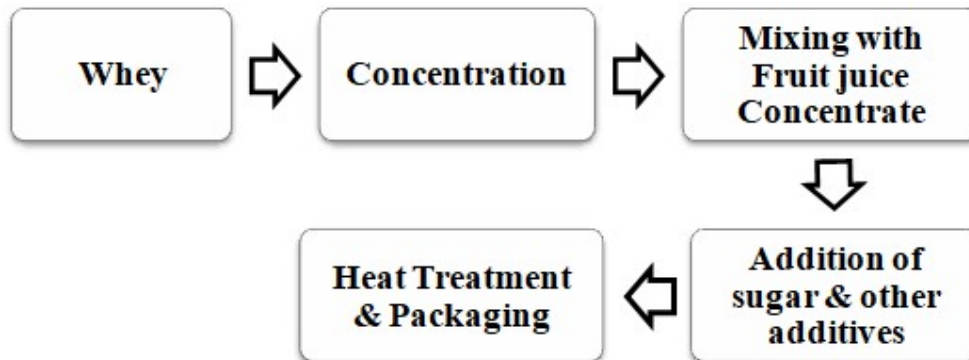 Whey
Concentration
Mixing with
Fruit juice
Concentrate
Addition of
sugar & other
additives
Heat Treatment
& Packaging